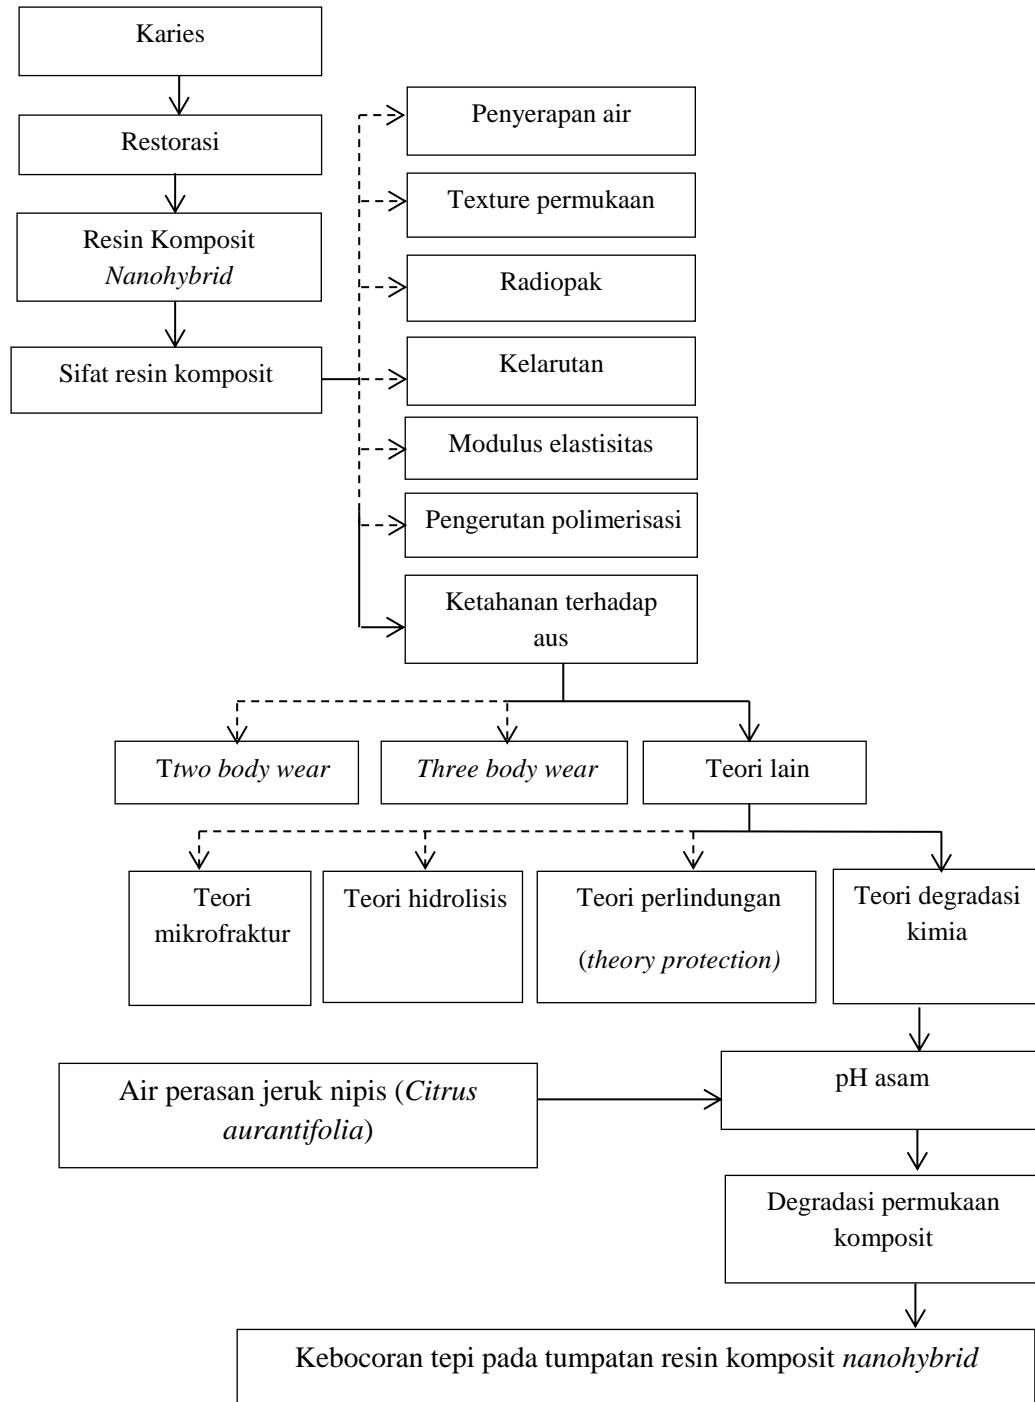 Karies
Restorasi
Resin Komposit
Nanohybrid
Sifat resin komposit
Penyerapan air
Texture permukaan
Radiopak
Kelarutan
Modulus elastisitas
Pengerutan polimerisasi
Ketahanan terhadap
aus
Ttwo body wear
Three body wear
Teori lain
Teori
mikrofraktur
Teori hidrolisis
Teori perlindungan
(theory protection)
Teori degradasi
kimia
Air perasan jeruk nipis (Citrus
aurantifolia)
pH asam
Degradasi permukaan
komposit
Kebocoran tepi pada tumpatan resin komposit nanohybrid